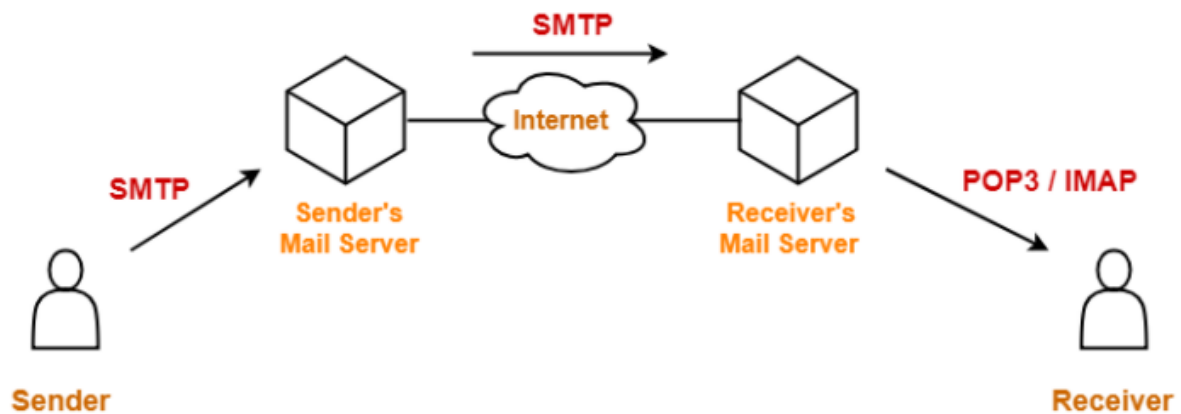 SMTP
Internet
SMTP
POP3 / IMAP
Sender's
Mail Server
Receiver's
Mail Server
Sender
Receiver